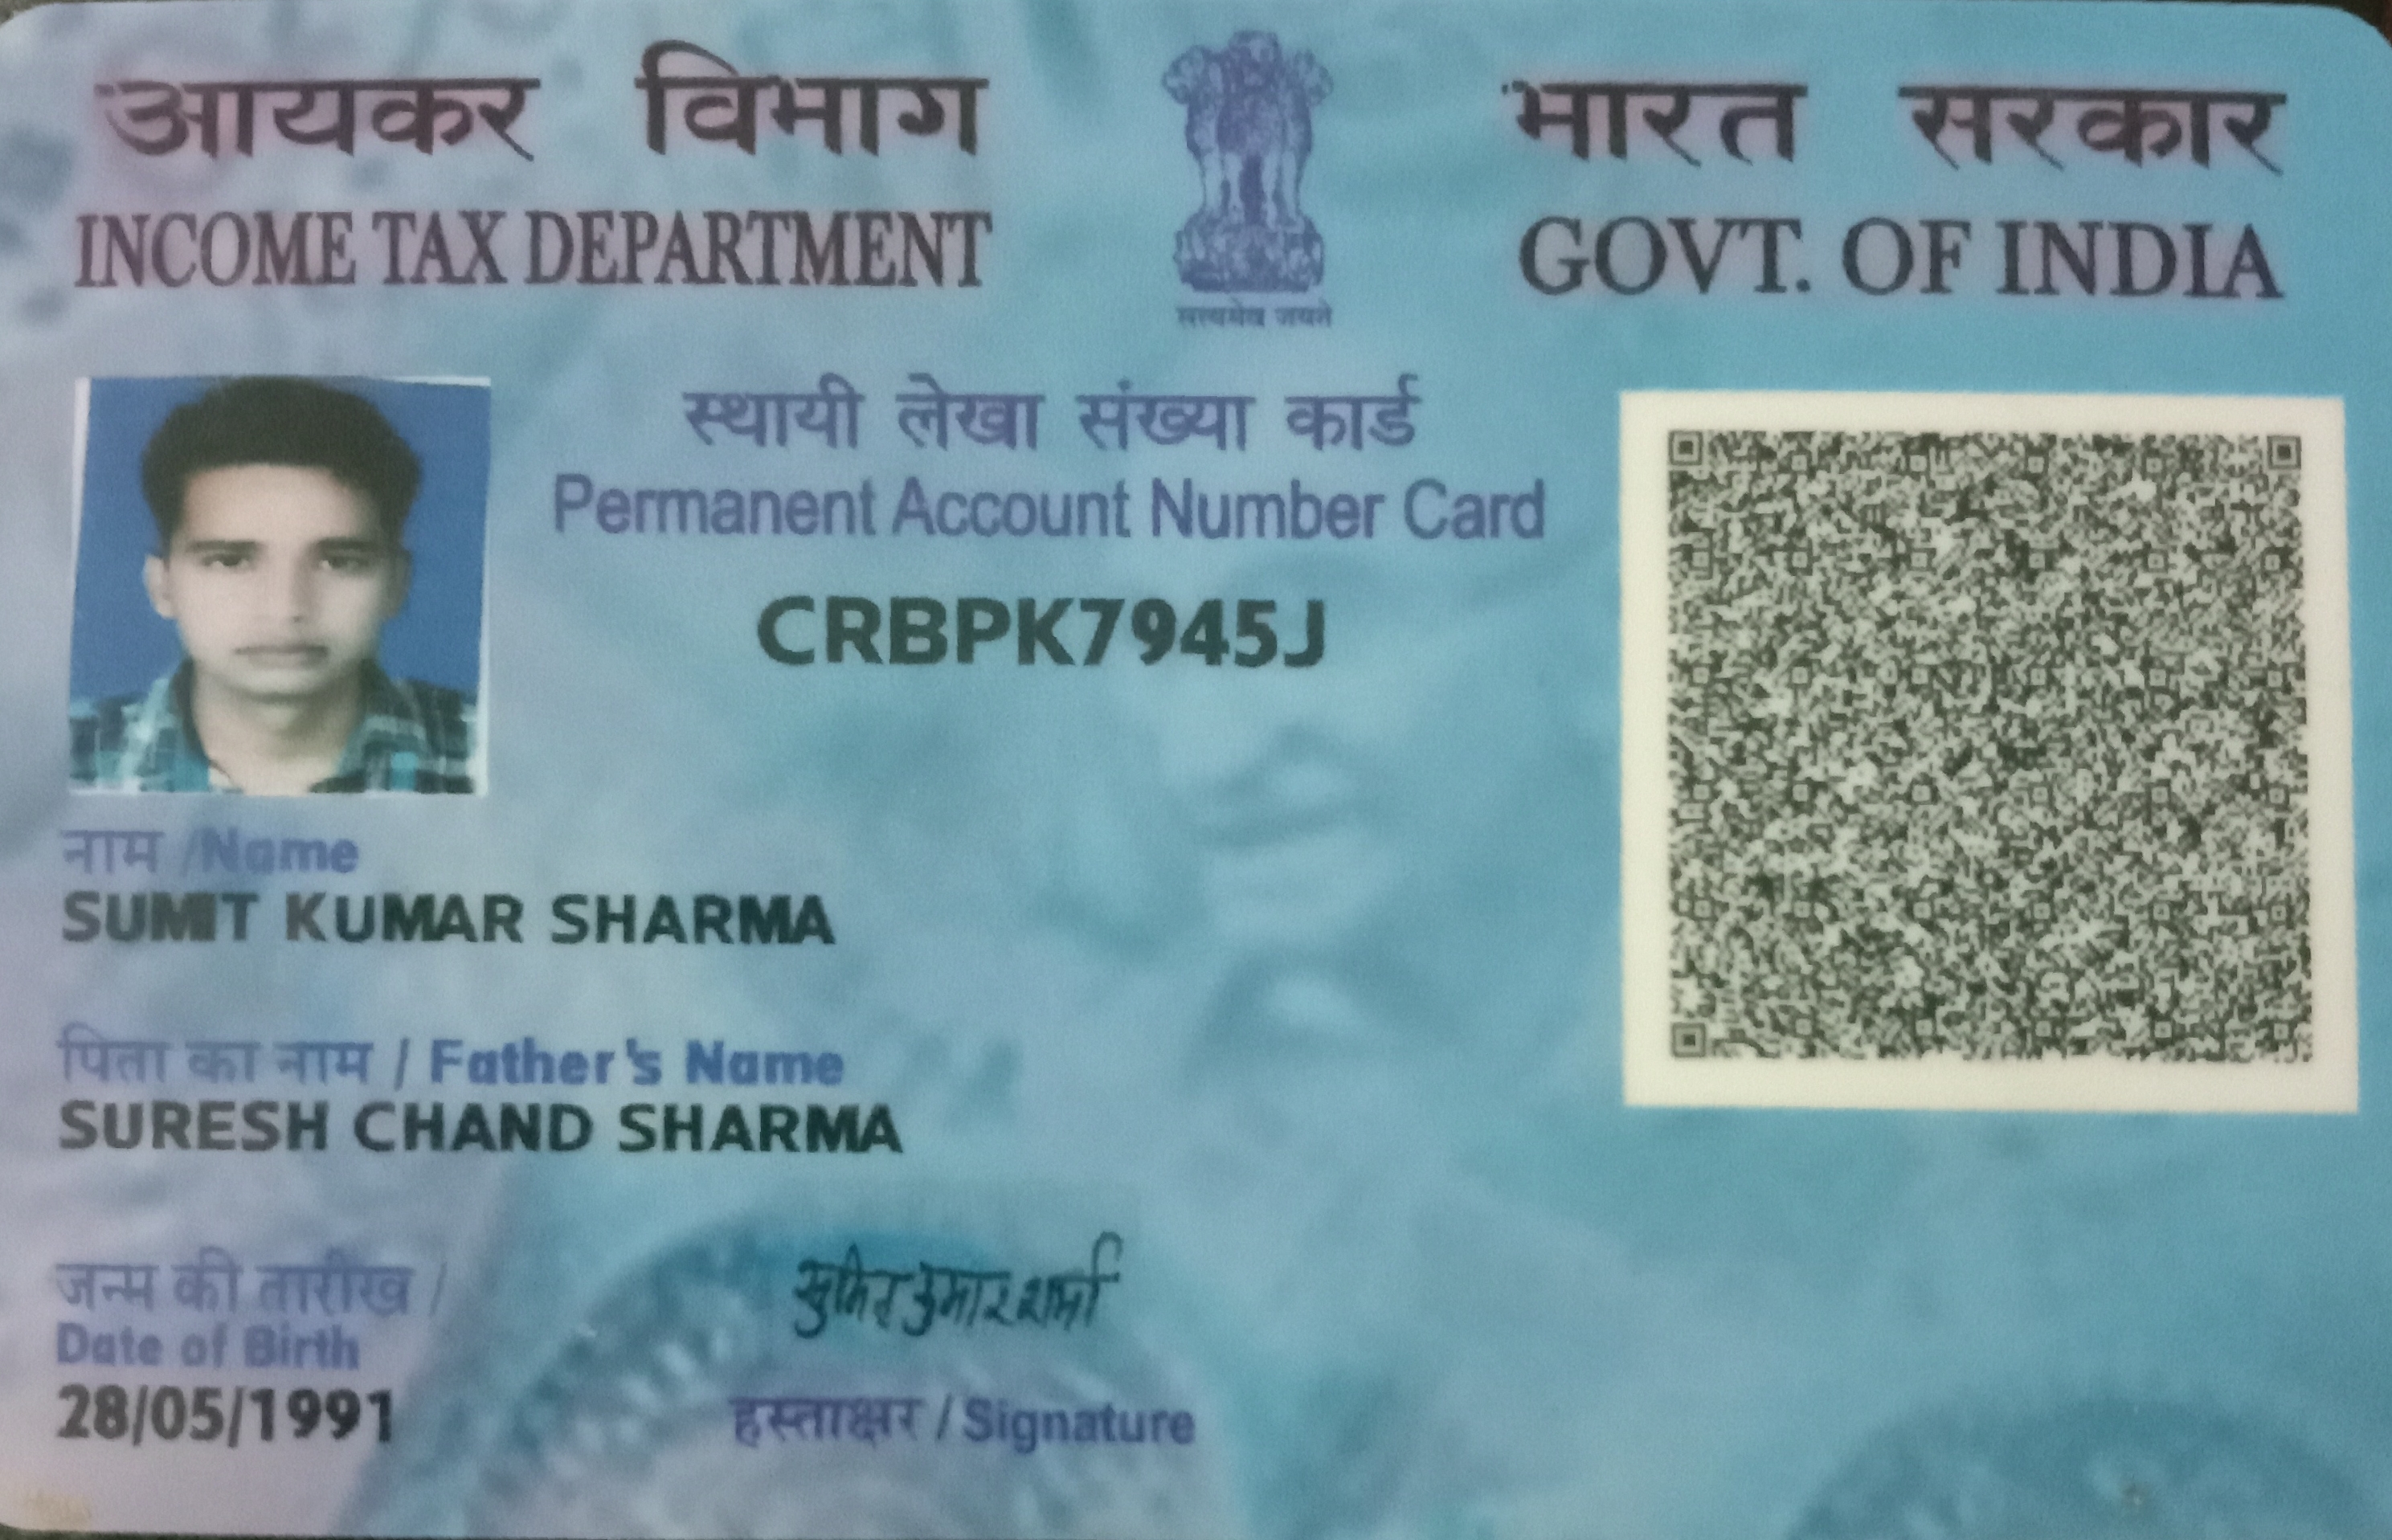 आयकर विभाग
INCOME TAX DEPARTMENT
सत्यमेव जयते
भारत सरकार
GOVT. OF INDIA
स्थायी लेखा संख्या कार्ड
Permanent Account Number Card
CRBPK7945J
नाम /Name
SUMIT KUMAR SHARMA
पिता का नाम / Father's Name
SURESH CHAND SHARMA
जन्म की तारीख /
Date of Birth
28/05/1991
सुमित कुमार शर्मा
हस्ताक्षर / Signature